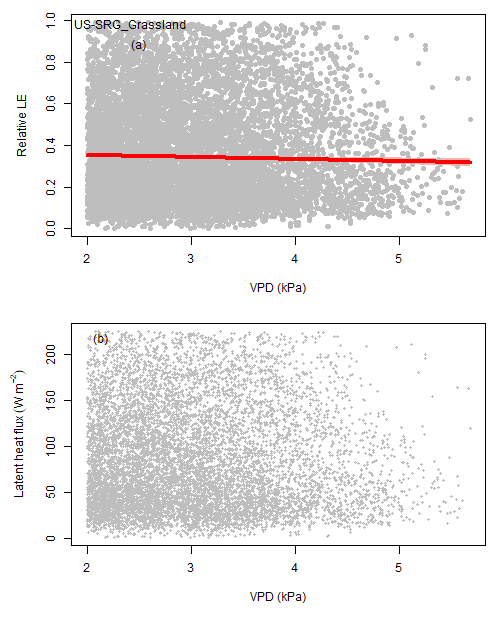 US-SRG_Grassland
(a)
Relative LE
0.0 0.2 0.4 0.6 0.8 1.0
2 3 4 5
VPD (kPa)
(b)
Latent heat flux (W m⁻²)
0 50 100 150 200
2 3 4 5
VPD (kPa)